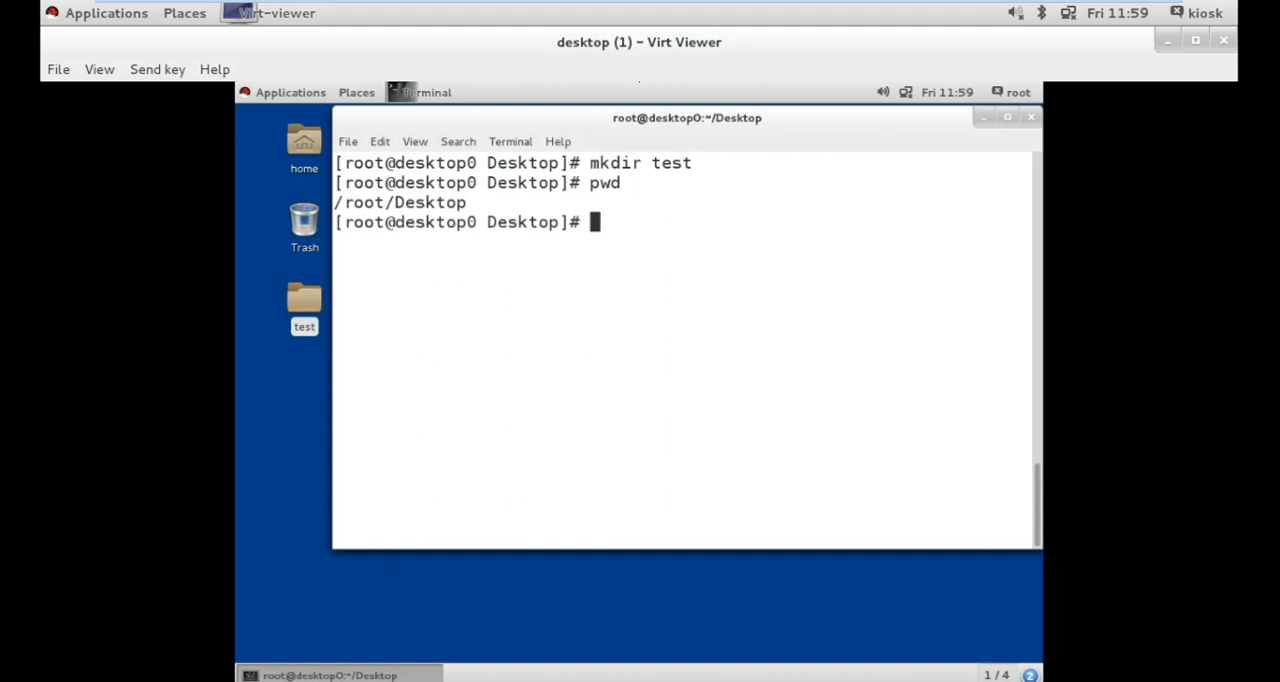 Applications Places Virt-viewer Fri 11:59 kiosk
desktop (1) – Virt Viewer
File View Send key Help
Applications Places Terminal Fri 11:59 root
root@desktop0:~/Desktop
File Edit View Search Terminal Help
[root@desktop0 Desktop]# mkdir test
[root@desktop0 Desktop]# pwd
/root/Desktop
[root@desktop0 Desktop]#
home
Trash
test
root@desktop0:~/Desktop 1 / 4 2